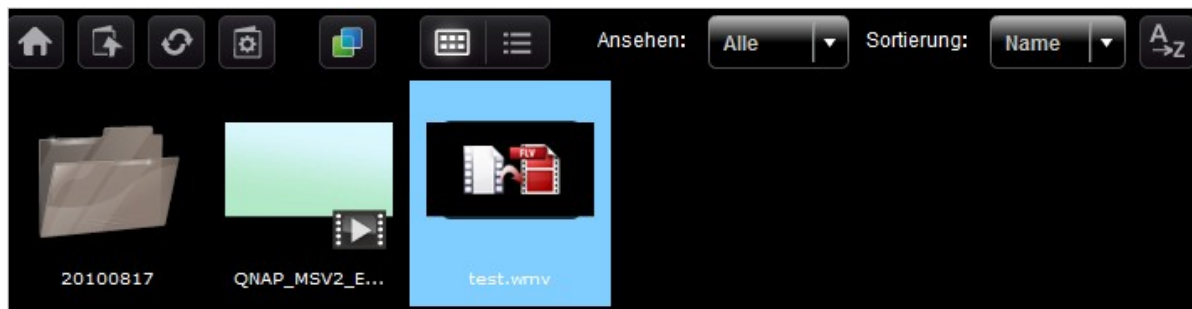 Ansehen: Alle Sortierung: Name A→Z
FLV
20100817 QNAP_MSV2_E... test.wmv